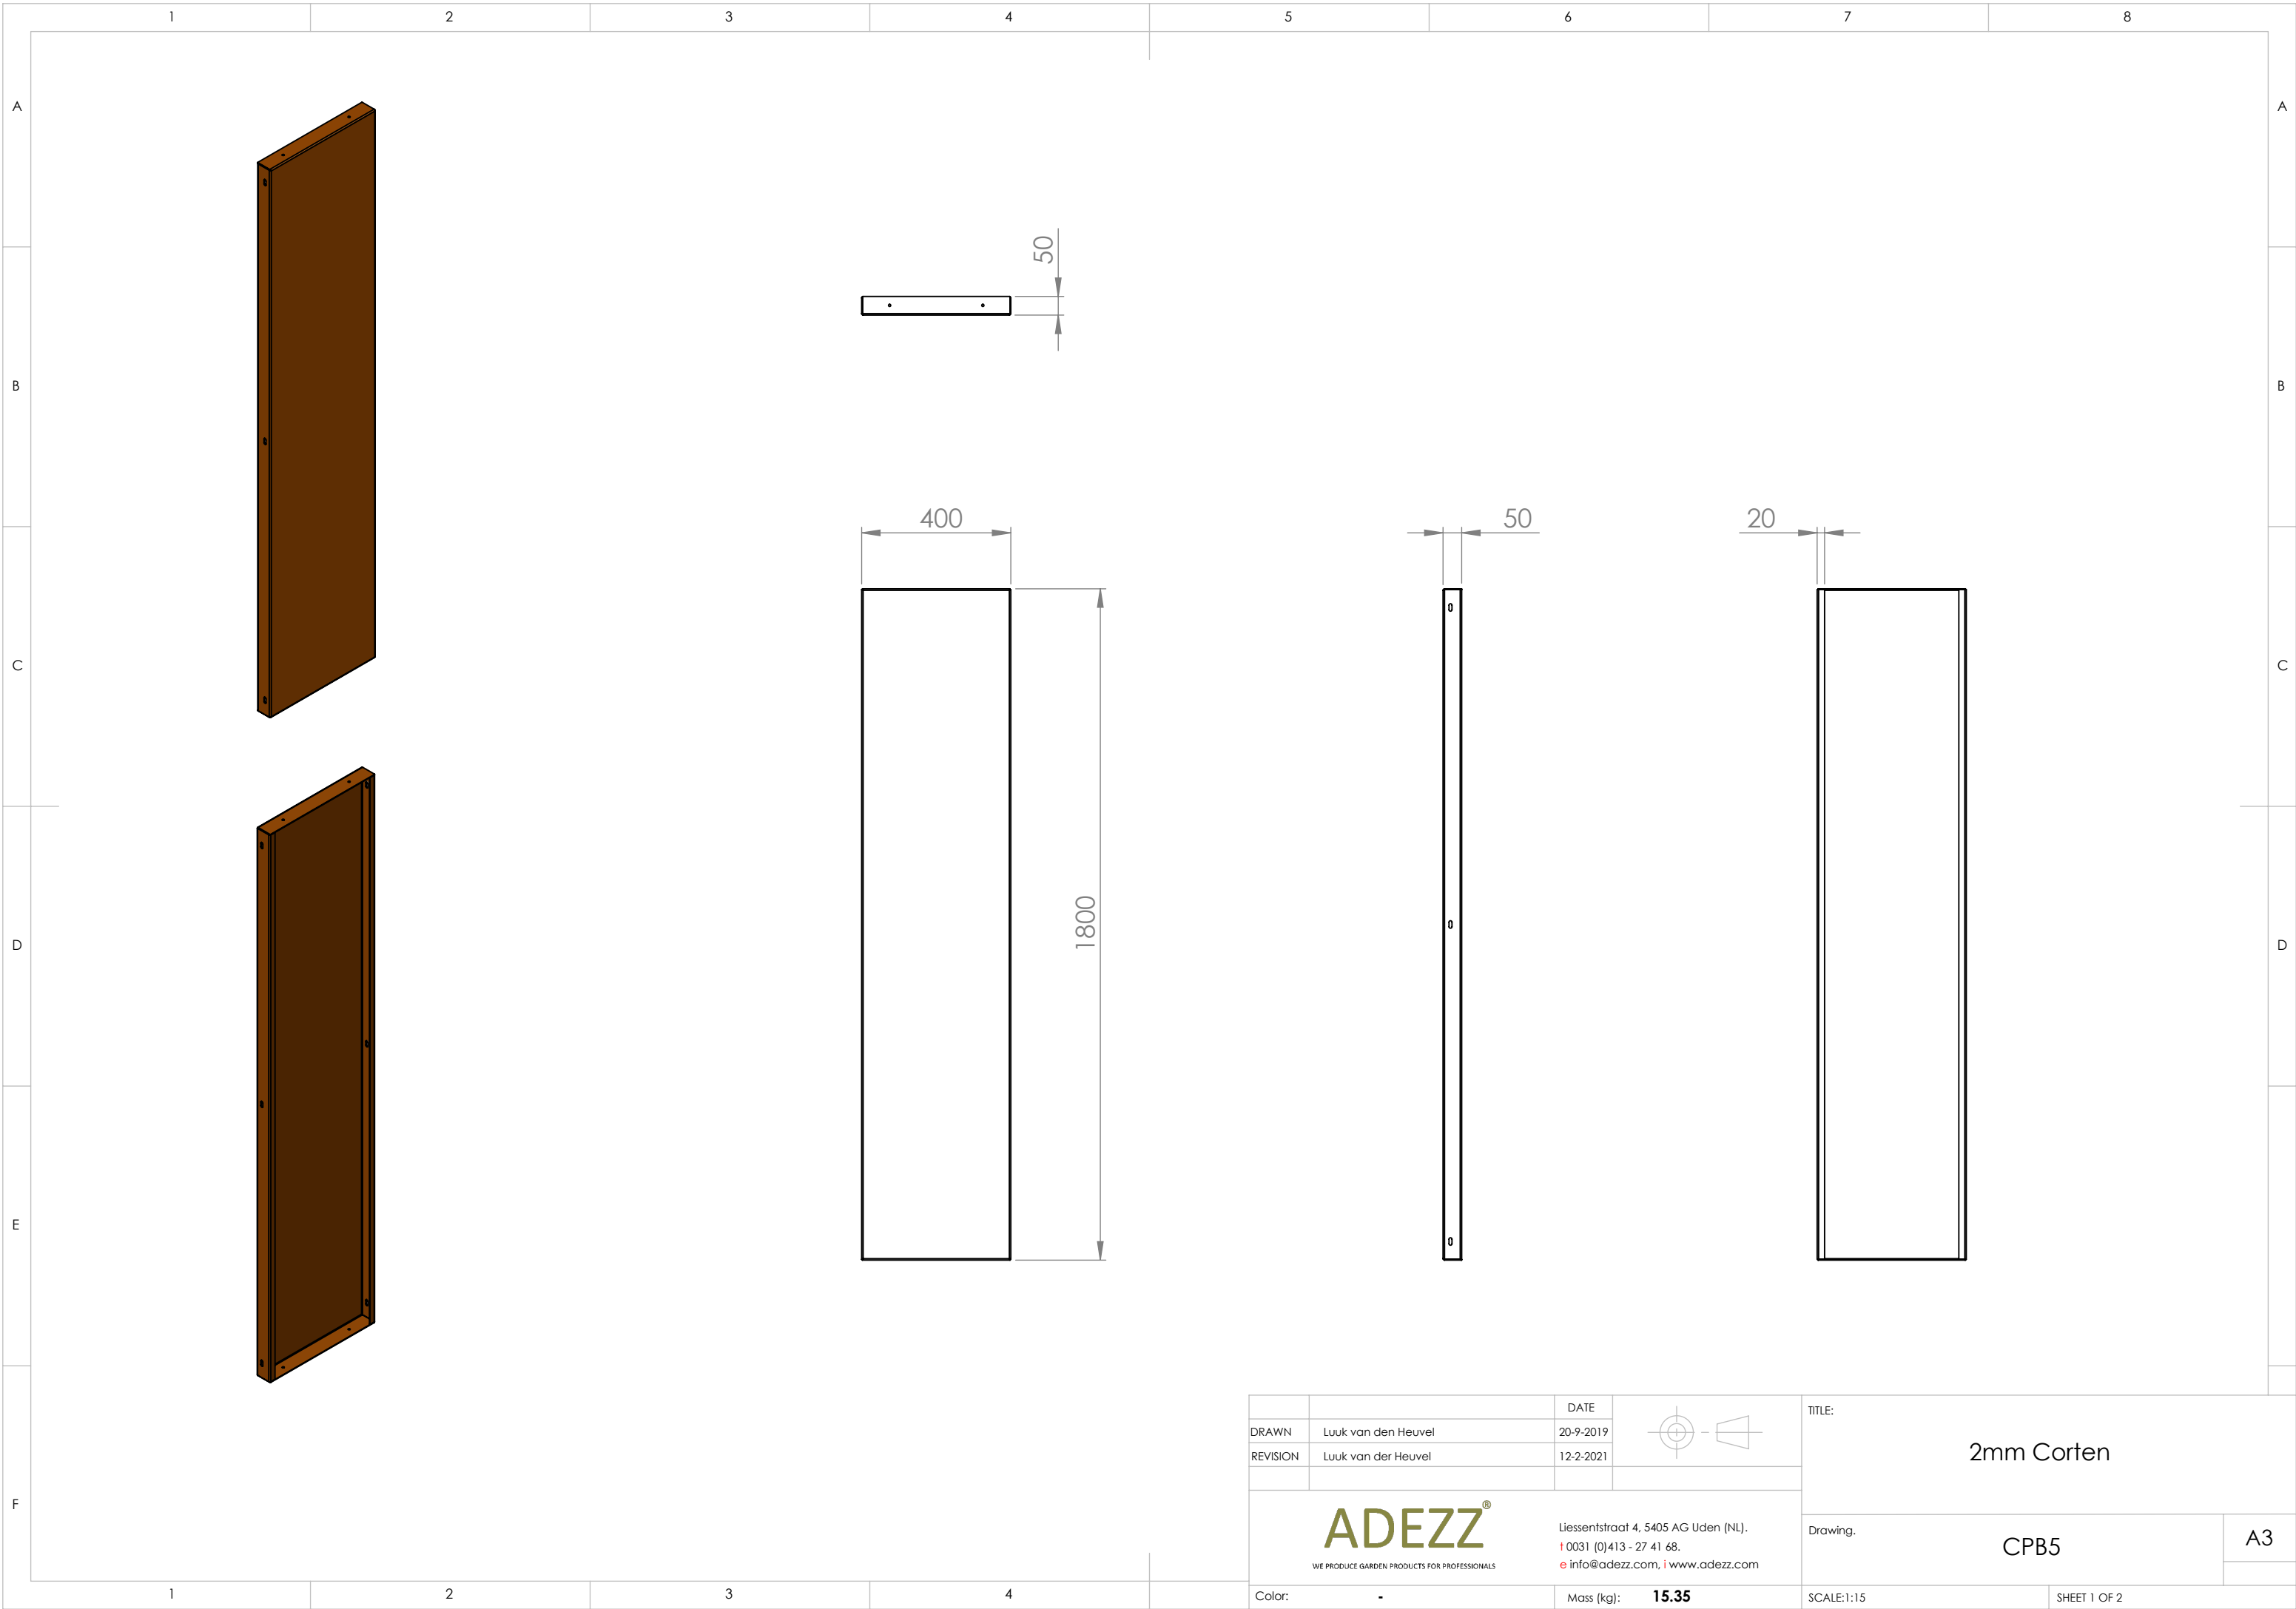 1 2 3 4 5 6 7 8
A A
50
B B
400 50 20
C C
1800
D D
E
F
DATE
DRAWN Luuk van den Heuvel 20-9-2019
REVISION Luuk van der Heuvel 12-2-2021
TITLE:
2mm Corten
ADEZZ®
WE PRODUCE GARDEN PRODUCTS FOR PROFESSIONALS
Liessentstraat 4, 5405 AG Uden (NL).
t 0031 (0)413 - 27 41 68.
e info@adezz.com, i www.adezz.com
Drawing.
CPB5
A3
Color: -
Mass (kg): 15.35
SCALE:1:15
SHEET 1 OF 2
1 2 3 4